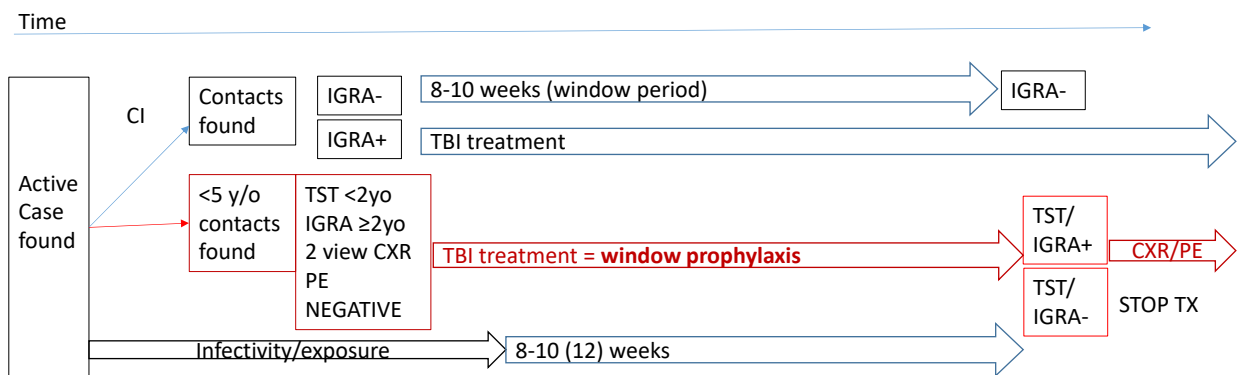 Time
CI
Active
Case
found
Contacts
found
IGRA-
8-10 weeks (window period)
IGRA-
IGRA+
TBI treatment
<5 y/o
contacts
found
TST <2yo
IGRA ≥2yo
2 view CXR
PE
NEGATIVE
TBI treatment = window prophylaxis
TST/
IGRA+
CXR/PE
TST/
IGRA-
STOP TX
Infectivity/exposure
8-10 (12) weeks